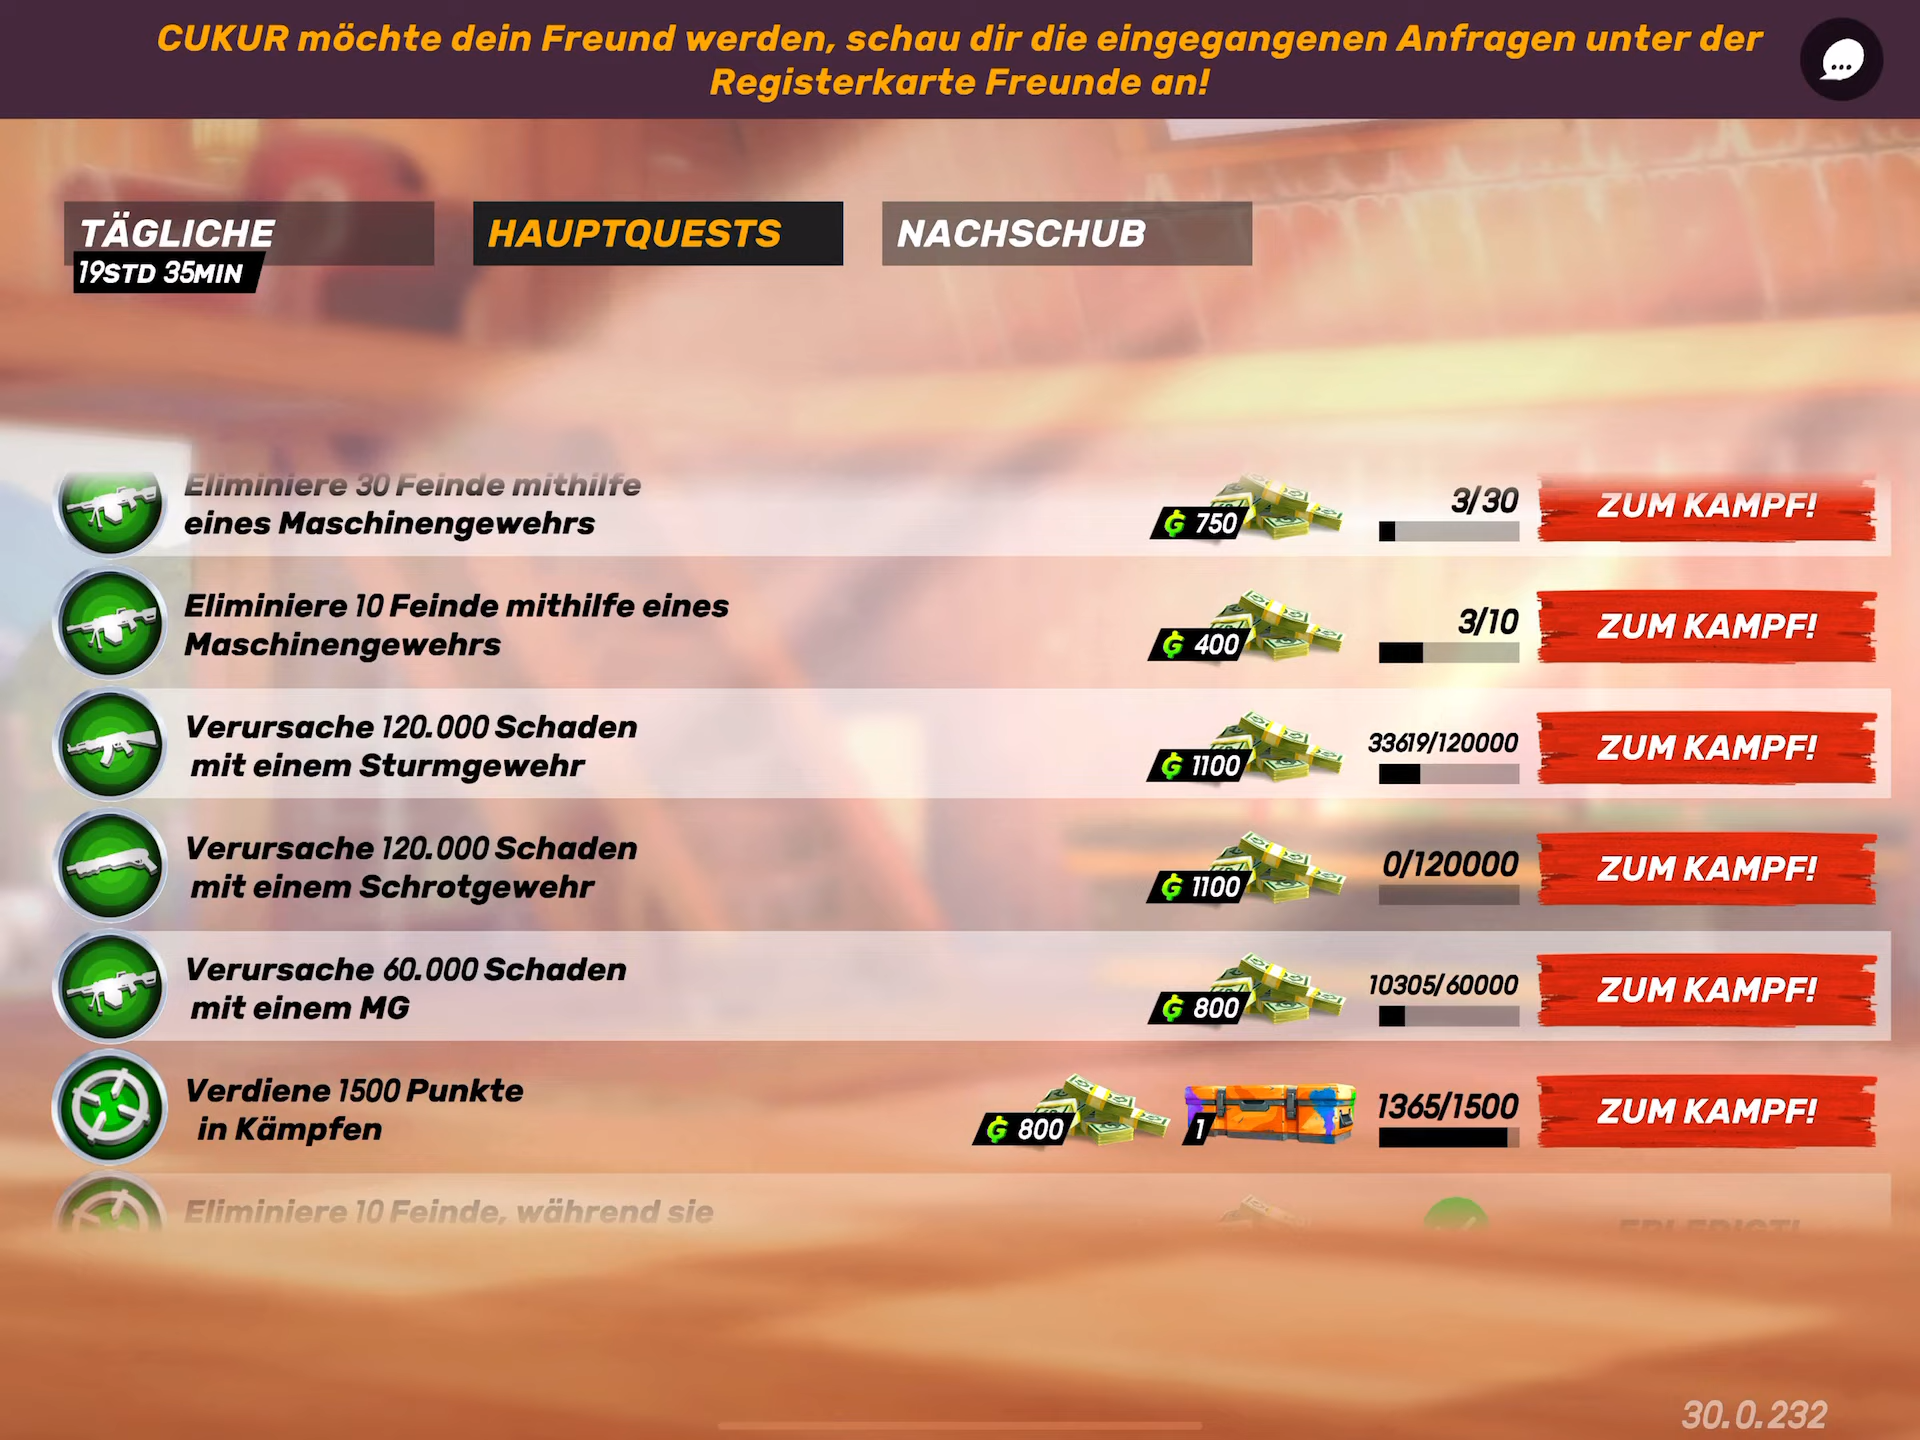 CUKUR möchte dein Freund werden, schau dir die eingegangenen Anfragen unter der
Registerkarte Freunde an!
TÄGLICHE
19STD 35MIN
HAUPTQUESTS
NACHSCHUB
Eliminiere 30 Feinde mithilfe
eines Maschinengewehrs
750
3/30
ZUM KAMPF!
Eliminiere 10 Feinde mithilfe eines
Maschinengewehrs
400
3/10
ZUM KAMPF!
Verursache 120.000 Schaden
mit einem Sturmgewehr
1100
33619/120000
ZUM KAMPF!
Verursache 120.000 Schaden
mit einem Schrotgewehr
1100
0/120000
ZUM KAMPF!
Verursache 60.000 Schaden
mit einem MG
800
10305/60000
ZUM KAMPF!
Verdiene 1500 Punkte
in Kämpfen
800
1
1365/1500
ZUM KAMPF!
Eliminiere 10 Feinde, während sie
ERLEDIGT!
30.0.232